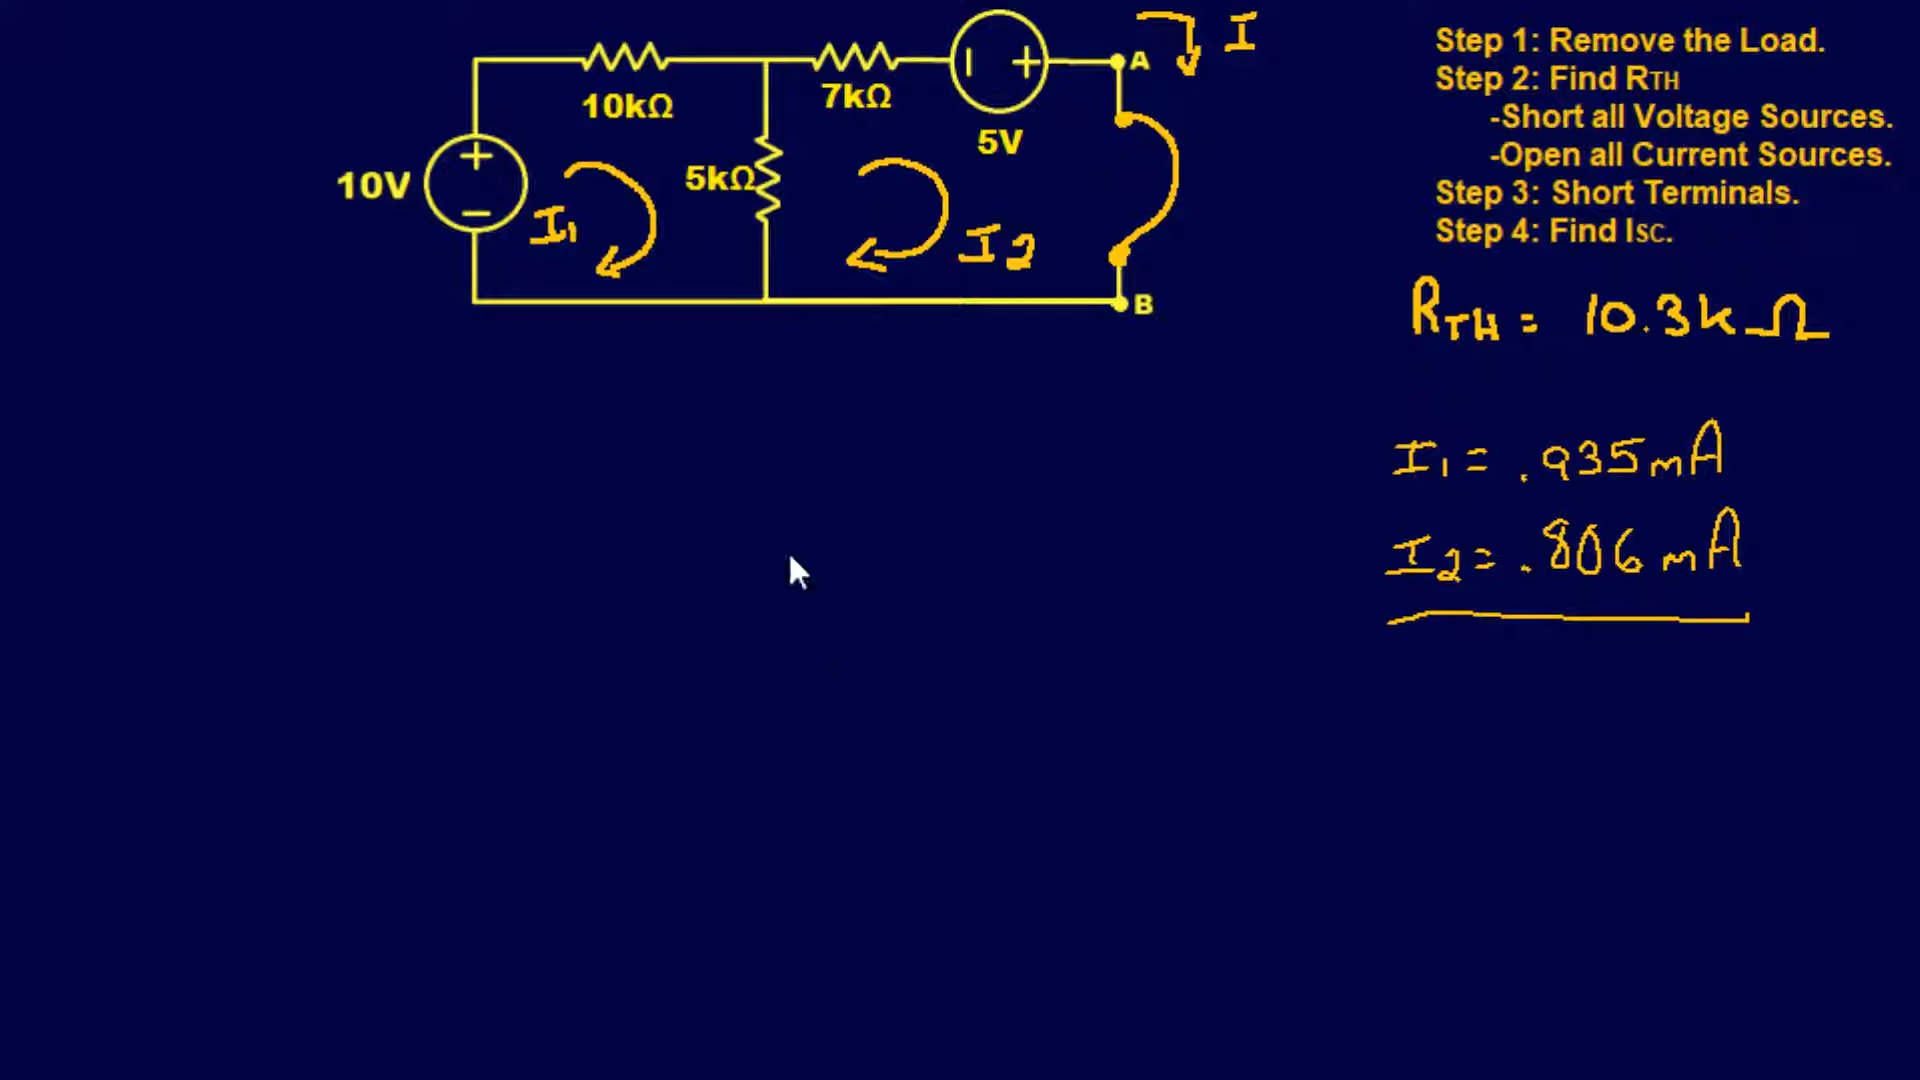 I
A
10kΩ
7kΩ
5V
10V
5kΩ
I1
I2
B
Step 1: Remove the Load.
Step 2: Find RTH
-Short all Voltage Sources.
-Open all Current Sources.
Step 3: Short Terminals.
Step 4: Find ISC.
RTH = 10.3kΩ
I1 = .935mA
I2 = .806mA